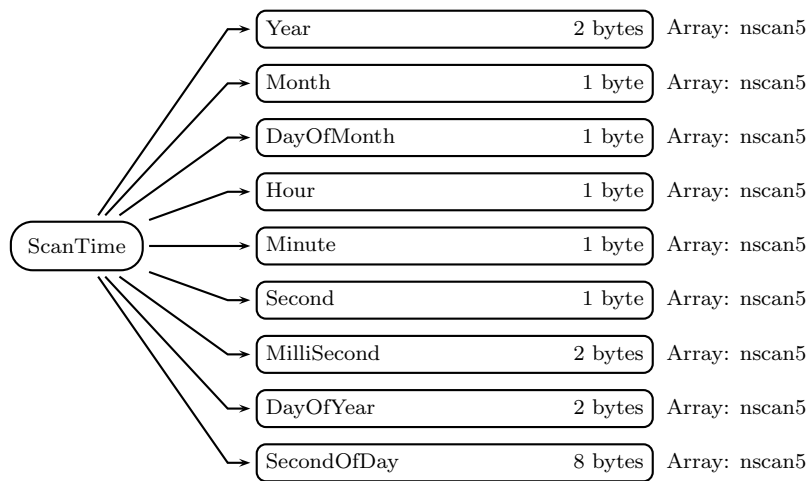 Year 2 bytes Array: nscan5
Month 1 byte Array: nscan5
DayOfMonth 1 byte Array: nscan5
Hour 1 byte Array: nscan5
ScanTime Minute 1 byte Array: nscan5
Second 1 byte Array: nscan5
MilliSecond 2 bytes Array: nscan5
DayOfYear 2 bytes Array: nscan5
SecondOfDay 8 bytes Array: nscan5